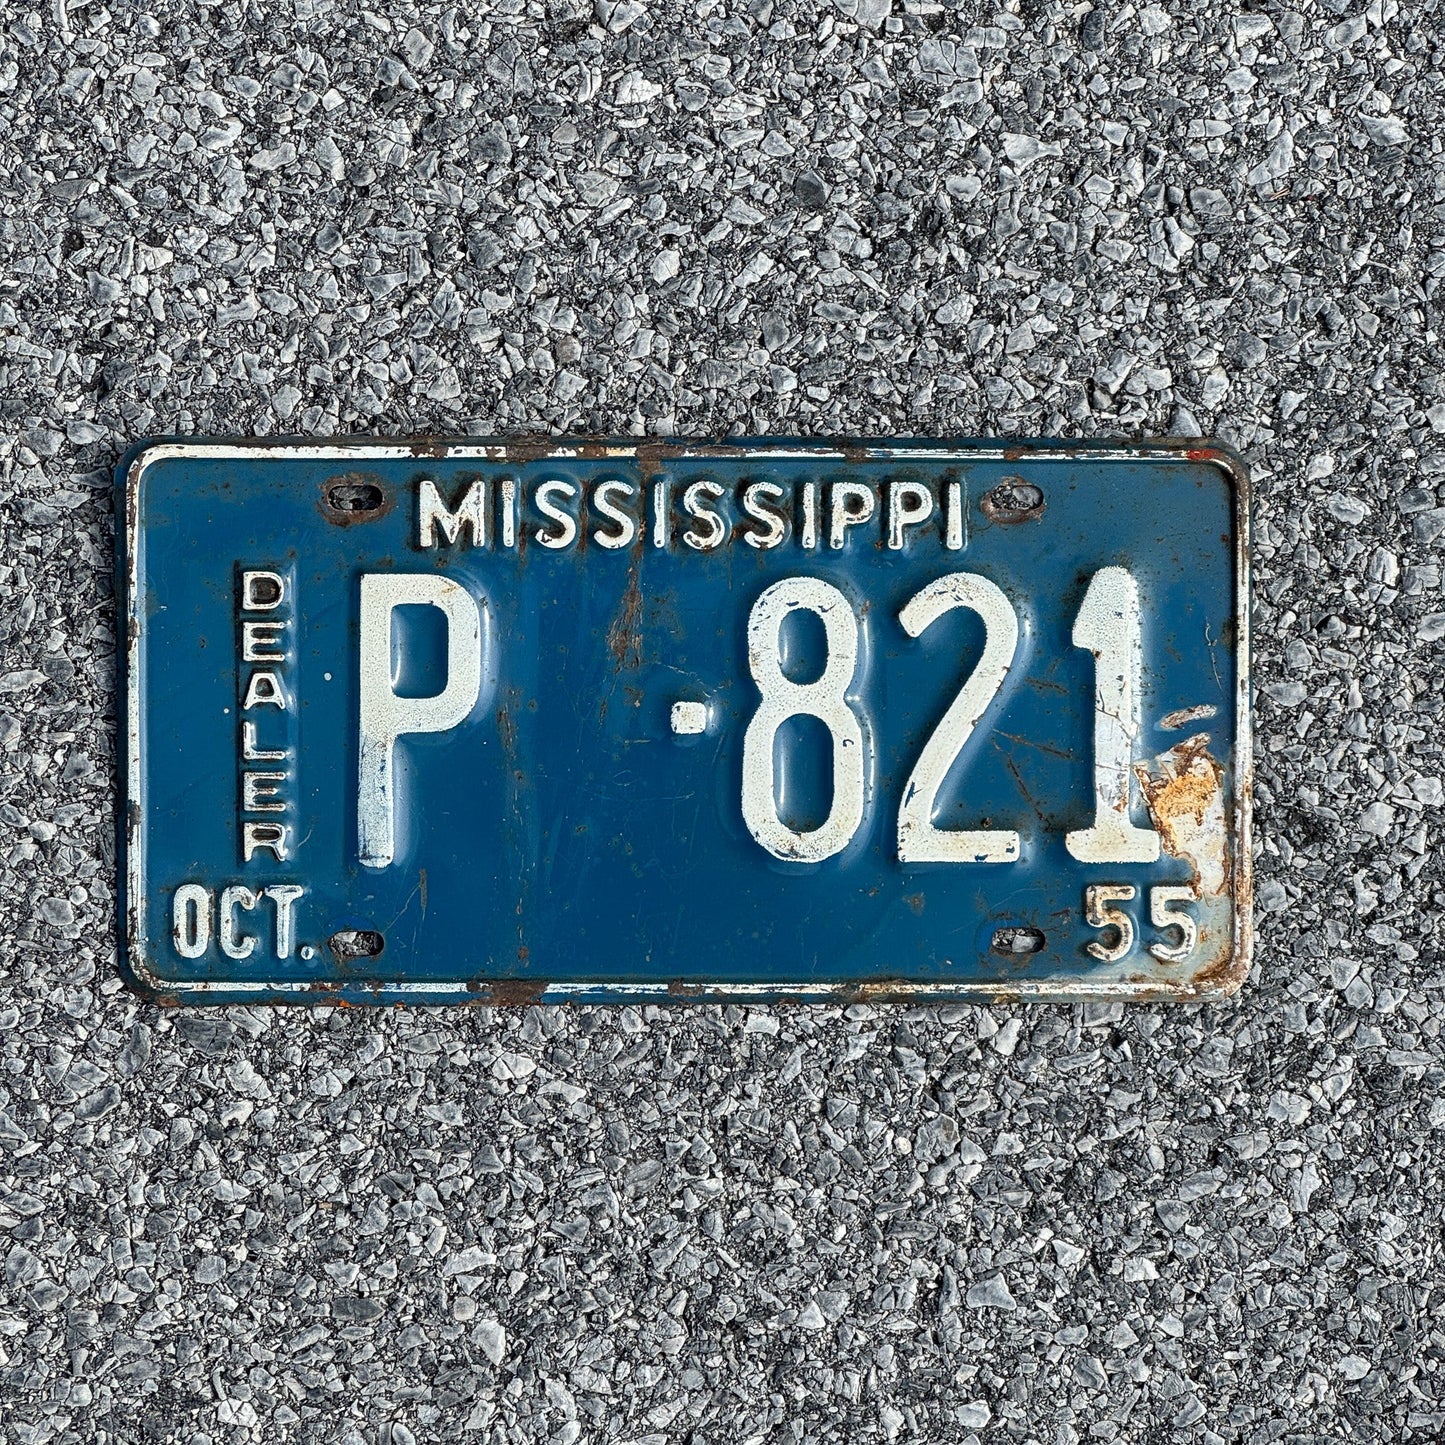 MISSISSIPPI
DEALER
P·821
OCT. 55